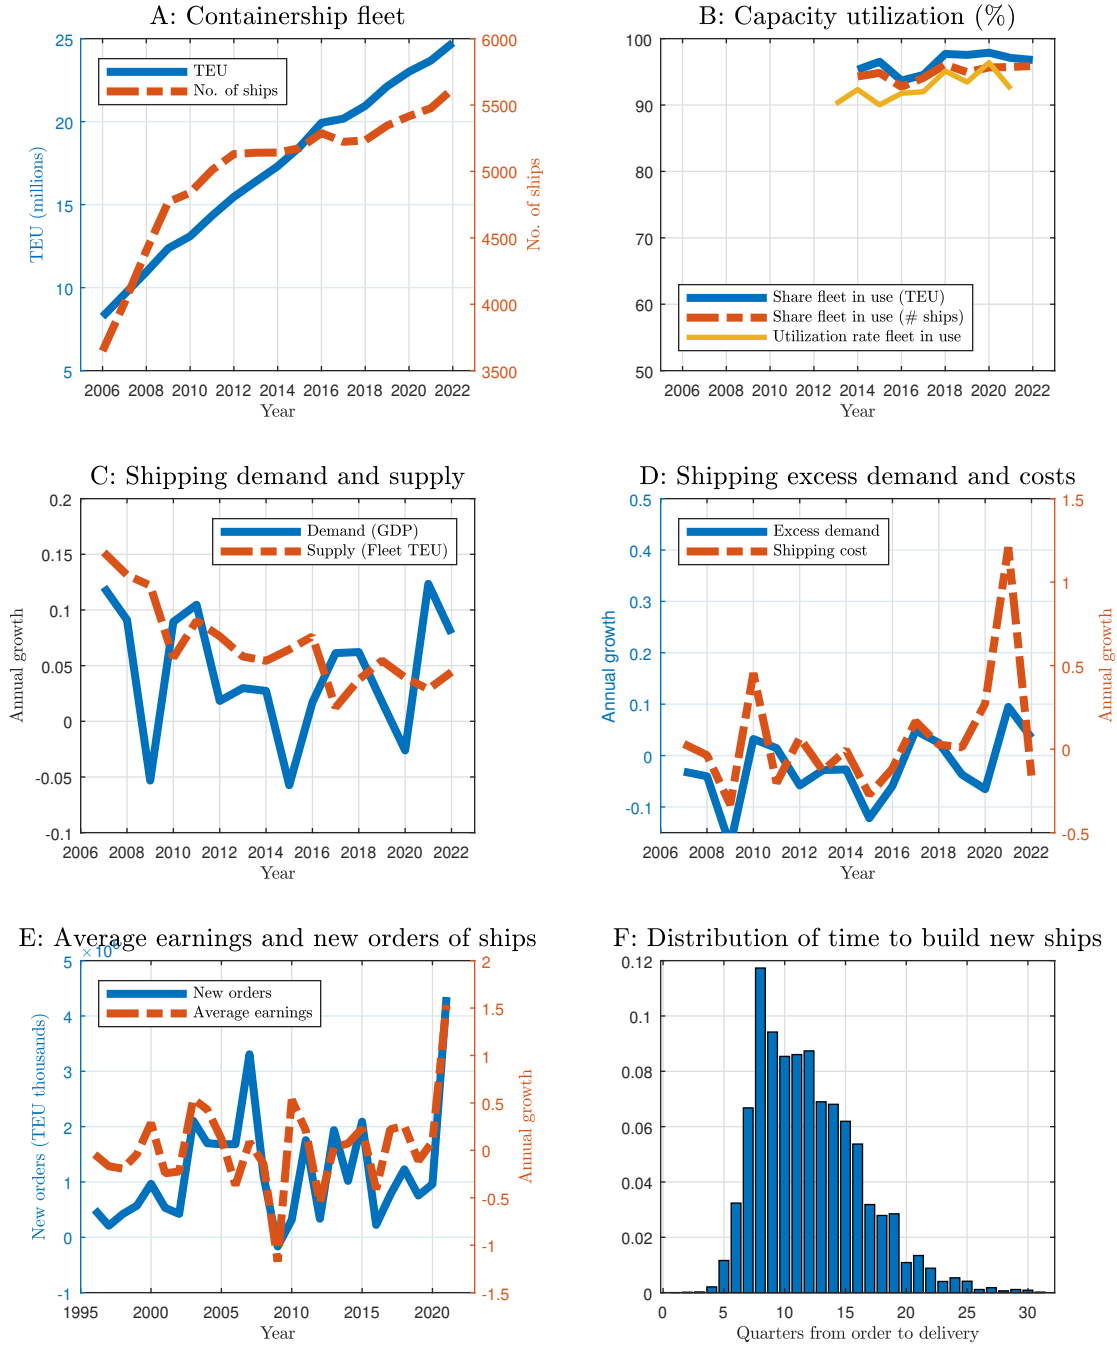 A: Containership fleet
25
20
15
10
5
TEU (millions)
6000
5500
5000
4500
4000
3500
No. of ships
TEU
No. of ships
2006 2008 2010 2012 2014 2016 2018 2020 2022
Year
B: Capacity utilization (%)
100
90
80
70
60
50
Share fleet in use (TEU)
Share fleet in use (# ships)
Utilization rate fleet in use
2006 2008 2010 2012 2014 2016 2018 2020 2022
Year
C: Shipping demand and supply
0.2
0.15
0.1
0.05
0
-0.05
-0.1
Annual growth
Demand (GDP)
Supply (Fleet TEU)
2006 2008 2010 2012 2014 2016 2018 2020 2022
Year
D: Shipping excess demand and costs
0.5
0.4
0.3
0.2
0.1
0
-0.1
Annual growth
1.5
1
0.5
0
-0.5
Annual growth
Excess demand
Shipping cost
2006 2008 2010 2012 2014 2016 2018 2020 2022
Year
E: Average earnings and new orders of ships
5
4
3
2
1
0
-1
New orders (TEU thousands)
2
1.5
1
0.5
0
-0.5
-1
-1.5
Annual growth
New orders
Average earnings
1995 2000 2005 2010 2015 2020
Year
F: Distribution of time to build new ships
0.12
0.1
0.08
0.06
0.04
0.02
0
0 5 10 15 20 25 30
Quarters from order to delivery